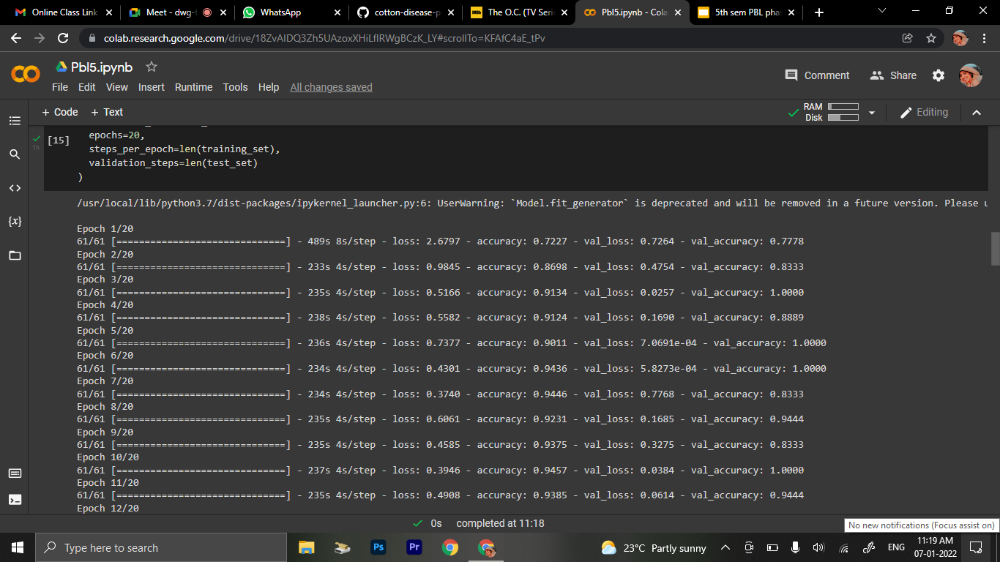 Online Class Link
Meet - dwg-
WhatsApp
cotton-disease-p
The O.C. (TV Seri
Pbl5.ipynb - Cola
5th sem PBL pha
colab.research.google.com/drive/18ZvAIDQ3Zh5UAzoxXHiLfIRWgBCzK_LY#scrollTo=KFAfC4aE_tPv
Pbl5.ipynb
Comment
Share
File Edit View Insert Runtime Tools Help All changes saved
+ Code + Text
RAM
Disk
Editing
[15]
1h
epochs=20,
steps_per_epoch=len(training_set),
validation_steps=len(test_set)
)
/usr/local/lib/python3.7/dist-packages/ipykernel_launcher.py:6: UserWarning: `Model.fit_generator` is deprecated and will be removed in a future version. Please u
Epoch 1/20
61/61 [==============================] - 489s 8s/step - loss: 2.6797 - accuracy: 0.7227 - val_loss: 0.7264 - val_accuracy: 0.7778
Epoch 2/20
61/61 [==============================] - 233s 4s/step - loss: 0.9845 - accuracy: 0.8698 - val_loss: 0.4754 - val_accuracy: 0.8333
Epoch 3/20
61/61 [==============================] - 235s 4s/step - loss: 0.5166 - accuracy: 0.9134 - val_loss: 0.0257 - val_accuracy: 1.0000
Epoch 4/20
61/61 [==============================] - 238s 4s/step - loss: 0.5582 - accuracy: 0.9124 - val_loss: 0.1690 - val_accuracy: 0.8889
Epoch 5/20
61/61 [==============================] - 236s 4s/step - loss: 0.7377 - accuracy: 0.9011 - val_loss: 7.0691e-04 - val_accuracy: 1.0000
Epoch 6/20
61/61 [==============================] - 234s 4s/step - loss: 0.4301 - accuracy: 0.9436 - val_loss: 5.8273e-04 - val_accuracy: 1.0000
Epoch 7/20
61/61 [==============================] - 234s 4s/step - loss: 0.3740 - accuracy: 0.9446 - val_loss: 0.7768 - val_accuracy: 0.8333
Epoch 8/20
61/61 [==============================] - 235s 4s/step - loss: 0.6061 - accuracy: 0.9231 - val_loss: 0.1685 - val_accuracy: 0.9444
Epoch 9/20
61/61 [==============================] - 235s 4s/step - loss: 0.4585 - accuracy: 0.9375 - val_loss: 0.3275 - val_accuracy: 0.8333
Epoch 10/20
61/61 [==============================] - 237s 4s/step - loss: 0.3946 - accuracy: 0.9457 - val_loss: 0.0384 - val_accuracy: 1.0000
Epoch 11/20
61/61 [==============================] - 235s 4s/step - loss: 0.4908 - accuracy: 0.9385 - val_loss: 0.0614 - val_accuracy: 0.9444
Epoch 12/20
0s completed at 11:18
No new notifications (Focus assist on)
Type here to search
Ps
Pr
23°C Partly sunny
ENG
11:19 AM
07-01-2022